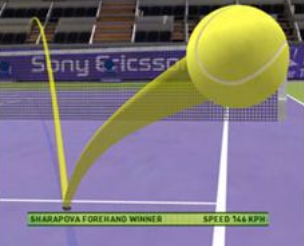 Sony Ericsso
SHARAPOVA FOREHAND WINNER SPEED 146 KPH